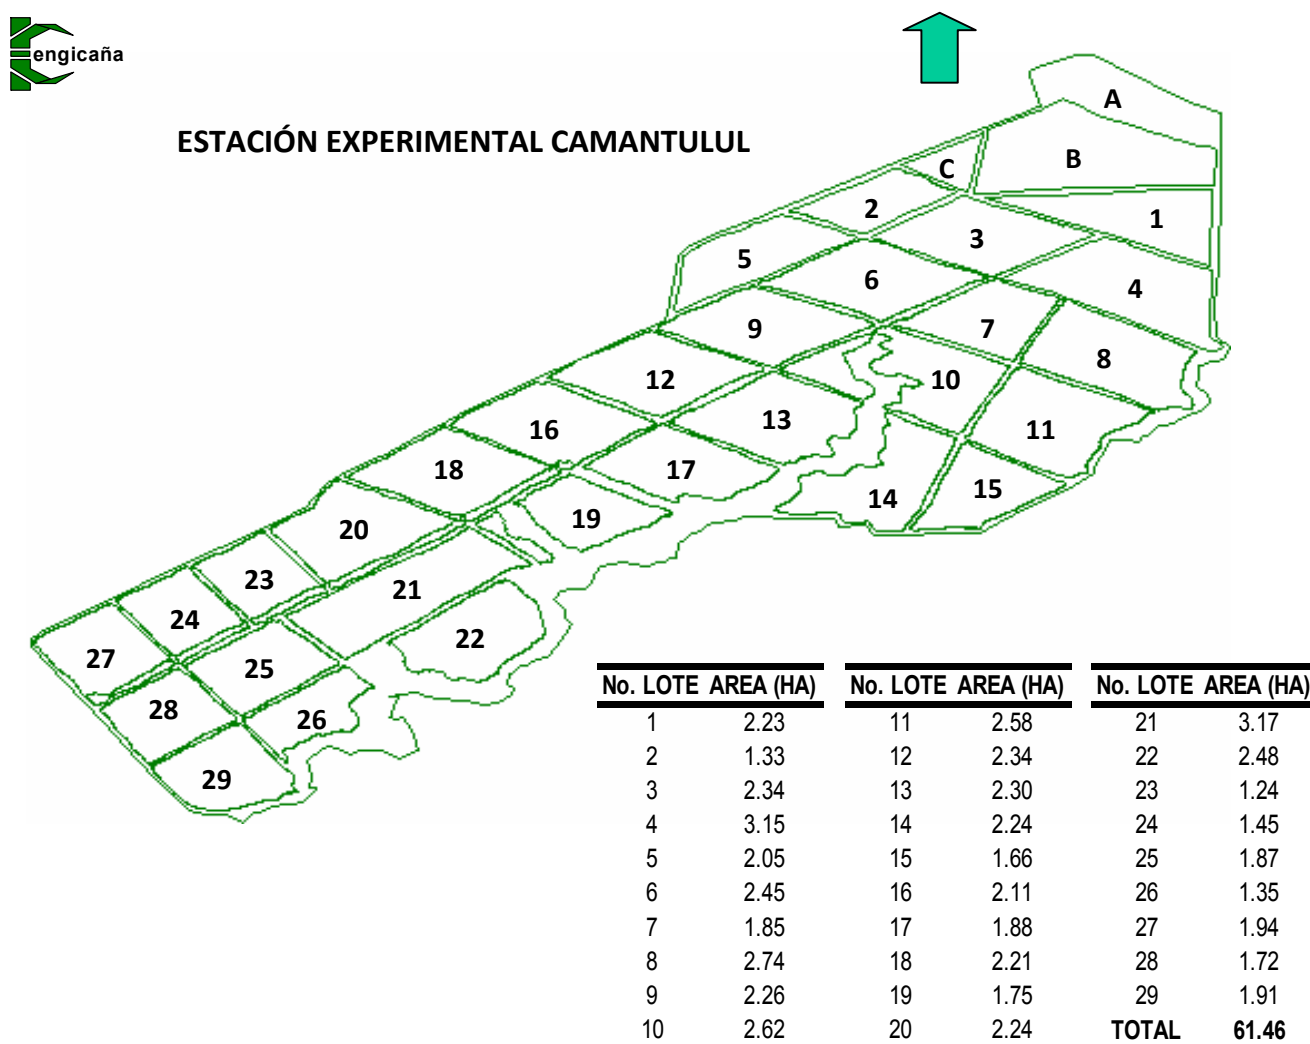 engicaña
ESTACIÓN EXPERIMENTAL CAMANTULUL
A
B
C
1
2
3
4
5
6
7
8
9
10
11
12
13
14
15
16
17
18
19
20
21
22
23
24
25
26
27
28
29
No. LOTE AREA (HA) No. LOTE AREA (HA) No. LOTE AREA (HA)
1 2.23 11 2.58 21 3.17
2 1.33 12 2.34 22 2.48
3 2.34 13 2.30 23 1.24
4 3.15 14 2.24 24 1.45
5 2.05 15 1.66 25 1.87
6 2.45 16 2.11 26 1.35
7 1.85 17 1.88 27 1.94
8 2.74 18 2.21 28 1.72
9 2.26 19 1.75 29 1.91
10 2.62 20 2.24 TOTAL 61.46